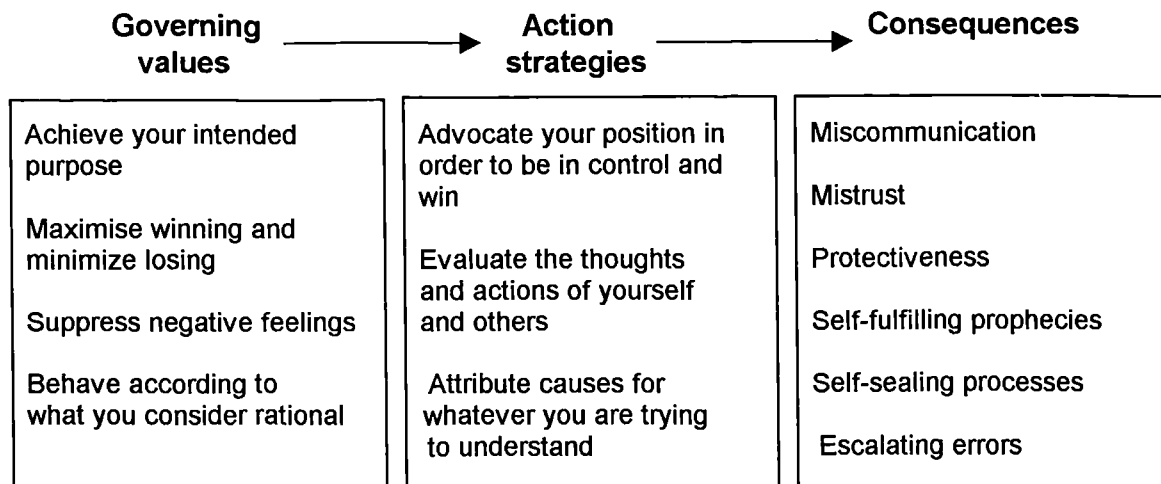 Governing
values
Action
strategies
Consequences
Achieve your intended
purpose
Maximise winning and
minimize losing
Suppress negative feelings
Behave according to
what you consider rational
Advocate your position in
order to be in control and
win
Evaluate the thoughts
and actions of yourself
and others
Attribute causes for
whatever you are trying
to understand
Miscommunication
Mistrust
Protectiveness
Self-fulfilling prophecies
Self-sealing processes
Escalating errors